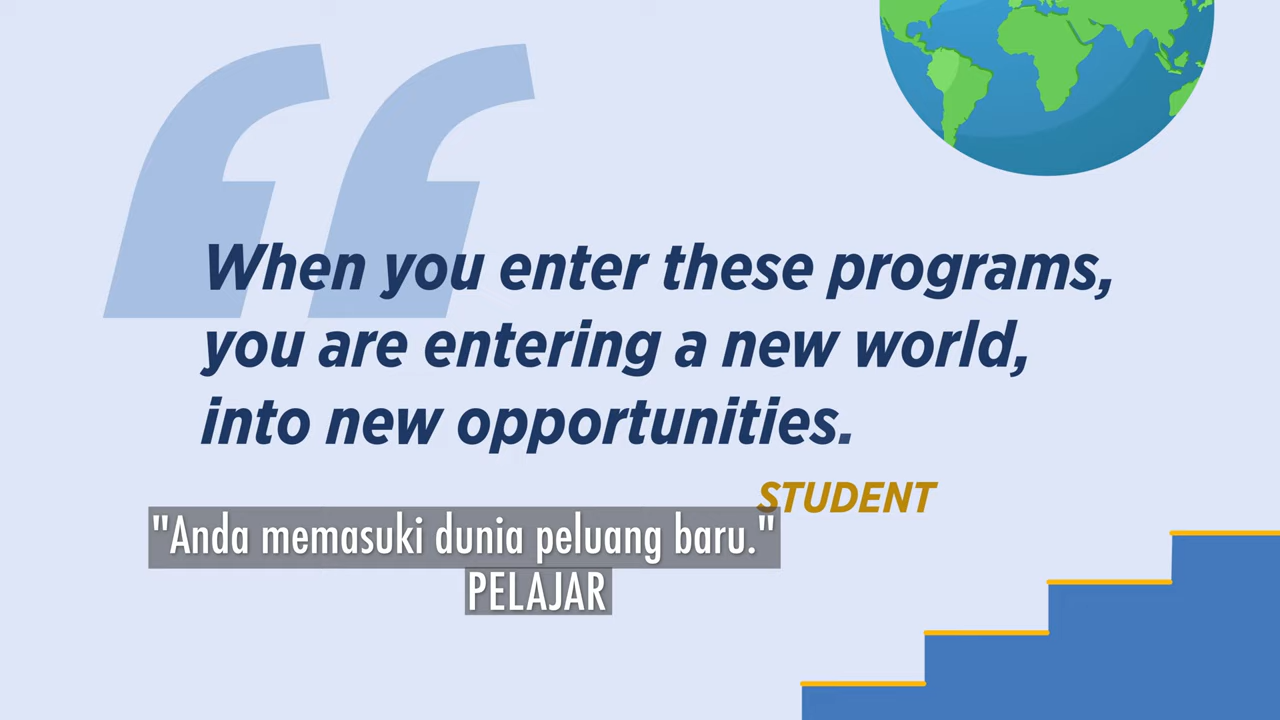 When you enter these programs,
you are entering a new world,
into new opportunities.
STUDENT
"Anda memasuki dunia peluang baru."
PELAJAR